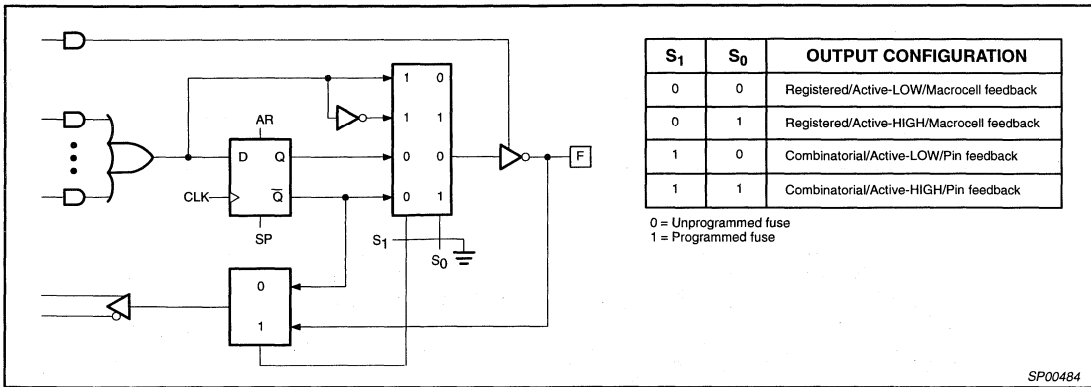 AR
D Q
CLK
Q̅
SP
1 0
1 1
0 0
0 1
F
S1
S0
0
1
S1 S0 OUTPUT CONFIGURATION
0 0 Registered/Active-LOW/Macrocell feedback
0 1 Registered/Active-HIGH/Macrocell feedback
1 0 Combinatorial/Active-LOW/Pin feedback
1 1 Combinatorial/Active-HIGH/Pin feedback
0 = Unprogrammed fuse
1 = Programmed fuse
SP00484